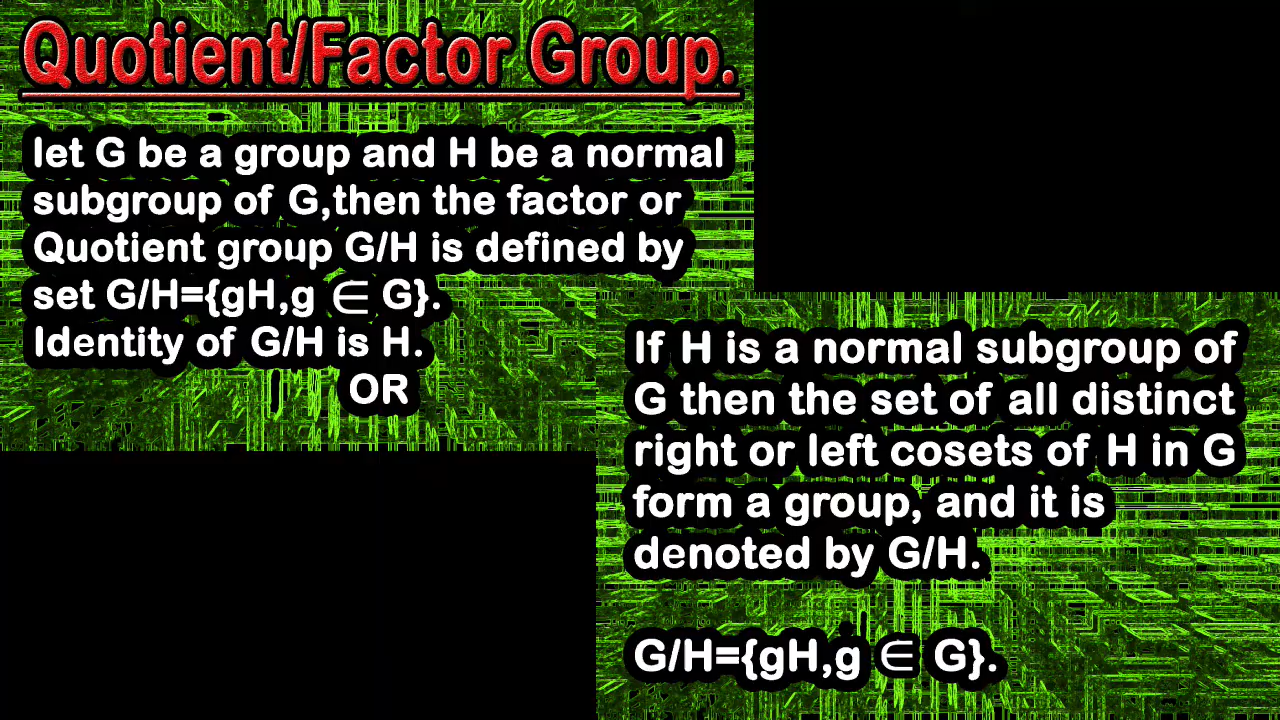 Quotient/Factor Group.
let G be a group and H be a normal
subgroup of G,then the factor or
Quotient group G/H is defined by
set G/H={gH,g ∈ G}.
Identity of G/H is H.
OR
If H is a normal subgroup of
G then the set of all distinct
right or left cosets of H in G
form a group, and it is
denoted by G/H.
G/H={gH,g ∈ G}.